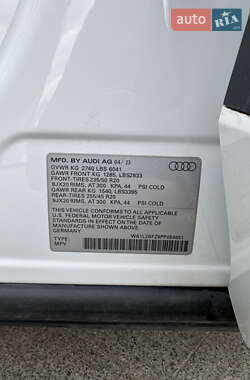 AUTO.RIA
MFD. BY AUDI AG 04/ 23
GVWR KG 2740 LBS 6041
GAWR FRONT KG 1285, LBS2833
FRONT-TIRES 235/50 R20
8JX20 RIMS, AT 300 KPA, 44 PSI COLD
GAWR REAR KG 1540, LBS3395
REAR-TIRES 255/45 R20
9JX20 RIMS, AT 300 KPA, 44 PSI COLD
THIS VEHICLE CONFORMS TO ALL APPLICABLE
U.S. FEDERAL MOTOR VEHICLE SAFETY
STANDARDS IN EFFECT ON THE DATE OF
MANUFACTURE SHOWN ABOVE
GERMANY
TYPE:
MPV